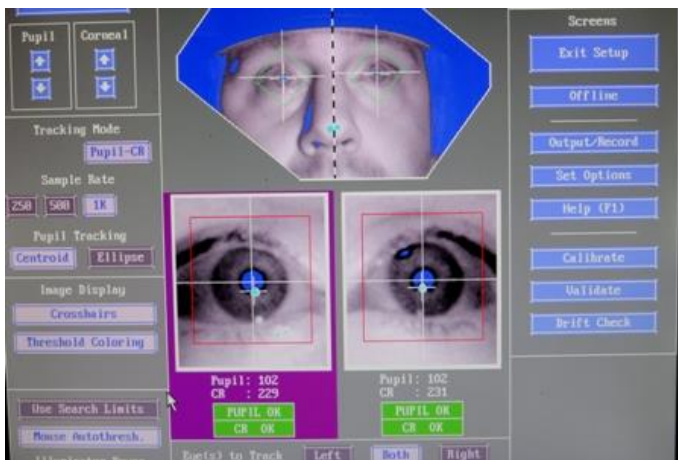 Pupil
Corneal
Tracking Mode
Pupil-CR
Sample Rate
250 500 1K
Pupil Tracking
Centroid Ellipse
Image Display
Crosshairs
Threshold Coloring
Use Search Limits
Mouse Autothresh.
Pupil: 102
CR : 229
PUPIL OK
CR OK
Pupil: 102
CR : 231
PUPIL OK
CR OK
Eye(s) to Track Left Both Right
Screens
Exit Setup
Offline
Output/Record
Set Options
Help (F1)
Calibrate
Validate
Drift Check